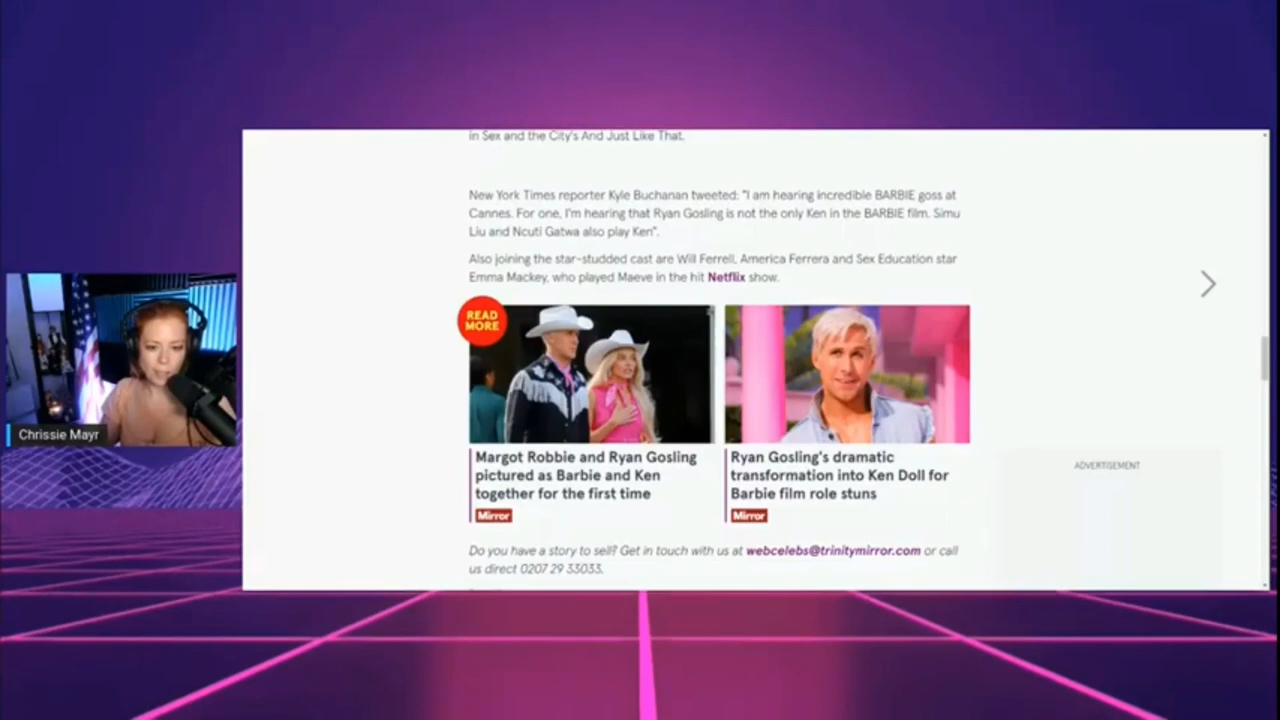 in Sex and the City's And Just Like That.
New York Times reporter Kyle Buchanan tweeted: "I am hearing incredible BARBIE goss at
Cannes. For one, I'm hearing that Ryan Gosling is not the only Ken in the BARBIE film. Simu
Liu and Ncuti Gatwa also play Ken".
Also joining the star-studded cast are Will Ferrell, America Ferrera and Sex Education star
Emma Mackey, who played Maeve in the hit Netflix show.
READ
MORE
Margot Robbie and Ryan Gosling
pictured as Barbie and Ken
together for the first time
Mirror
Ryan Gosling's dramatic
transformation into Ken Doll for
Barbie film role stuns
Mirror
ADVERTISEMENT
Chrissie Mayr
Do you have a story to sell? Get in touch with us at webcelebs@trinitymirror.com or call
us direct 0207 29 33033.